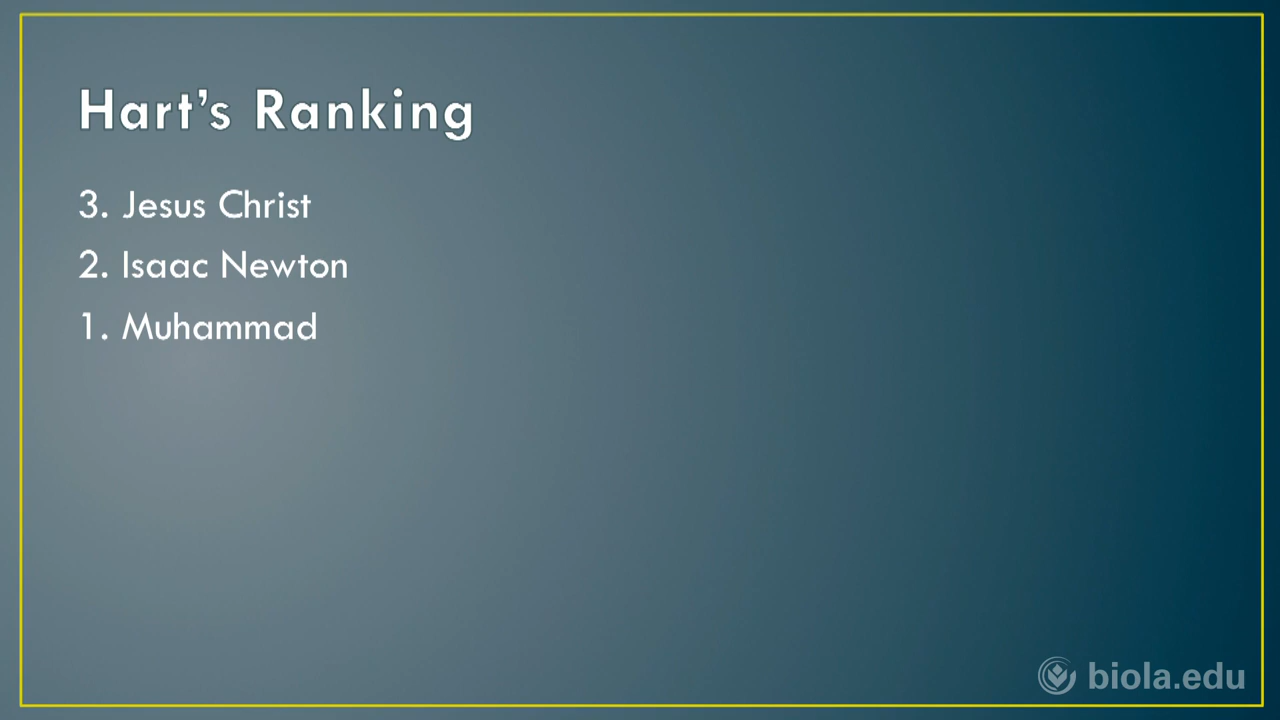 Hart’s Ranking
3. Jesus Christ
2. Isaac Newton
1. Muhammad
biola.edu